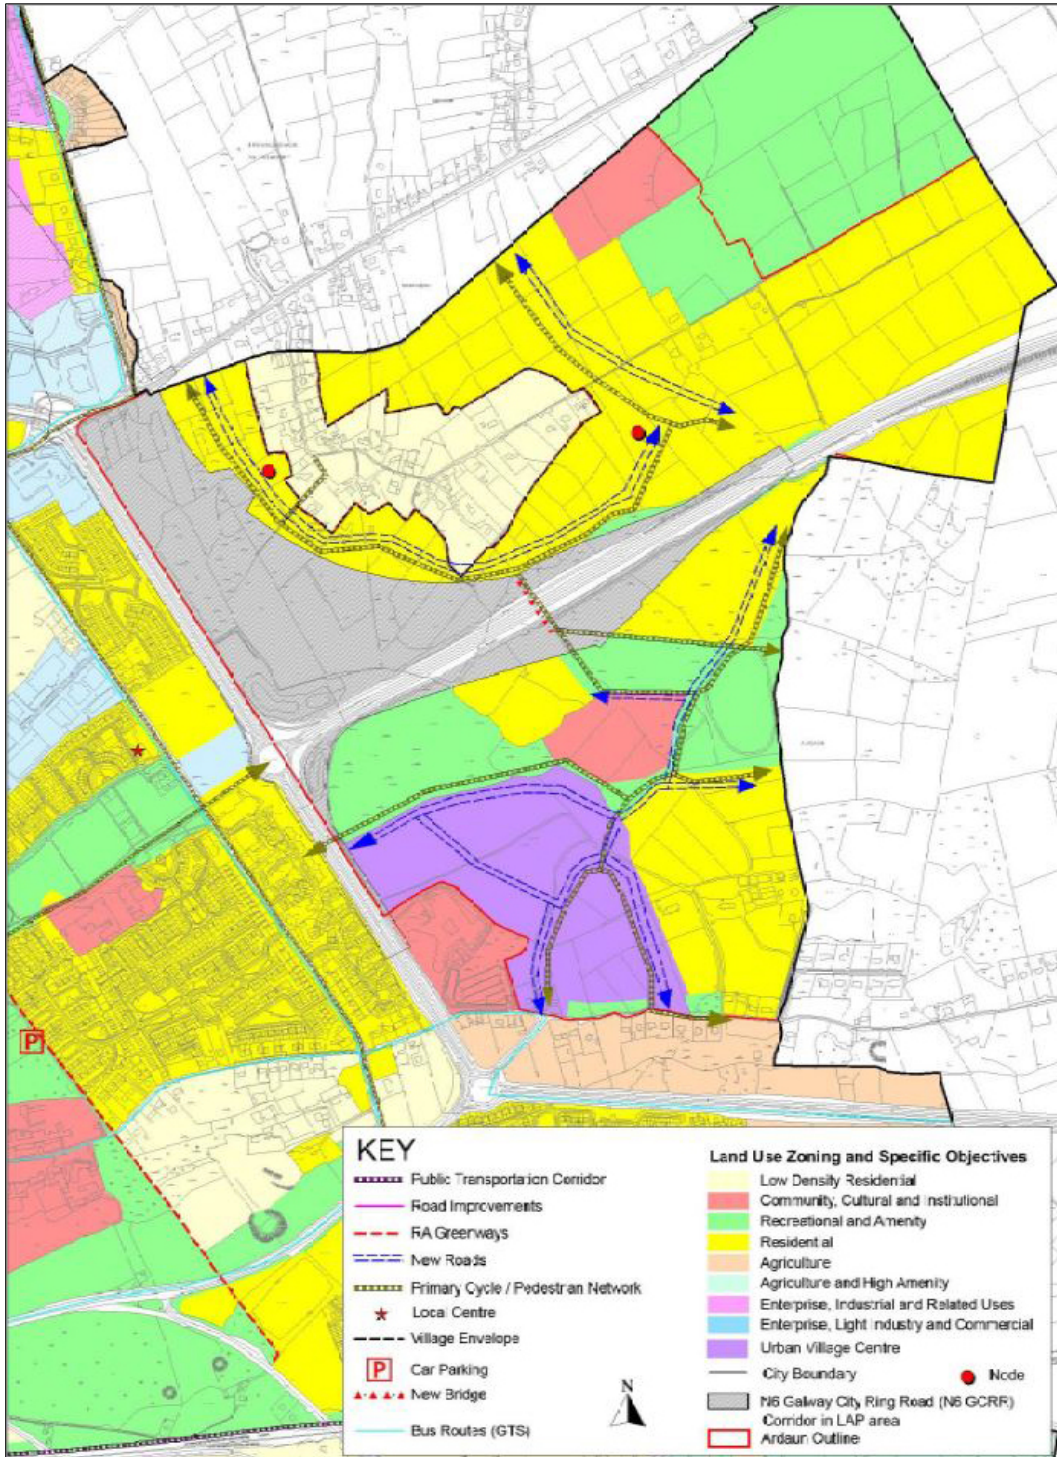 P
KEY
Public Transportation Corridor
Road Improvements
RA Greenways
New Roads
Primary Cycle / Pedestrian Network
Local Centre
Village Envelope
P Car Parking
New Bridge
Bus Routes (GTS)
N
Land Use Zoning and Specific Objectives
Low Density Residential
Community, Cultural and Institutional
Recreational and Amenity
Residential
Agriculture
Agriculture and High Amenity
Enterprise, Industrial and Related Uses
Enterprise, Light Industry and Commercial
Urban Village Centre
City Boundary
Node
N6 Galway City Ring Road (N6 GCRR)
Corridor in LAP area
Ardaun Outline